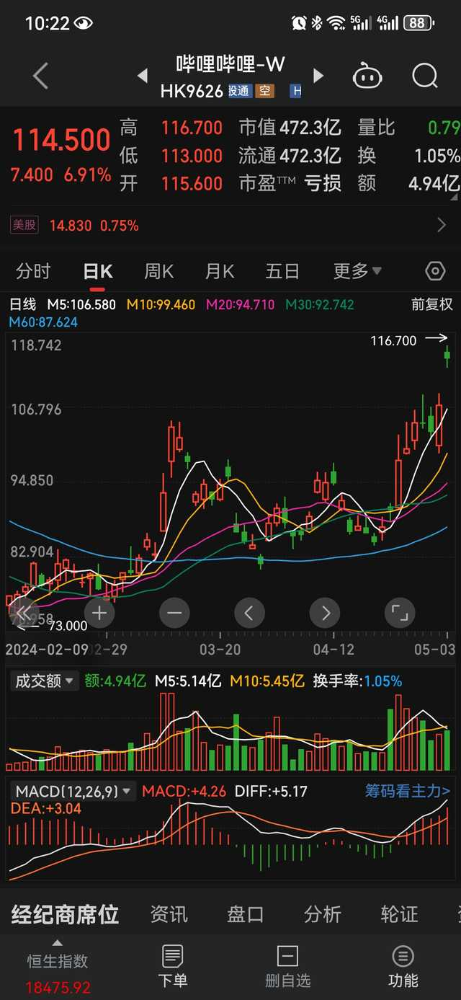 10:22 5G 4G 88
哔哩哔哩-W
HK9626 股通 空 H
114.500 高 116.700 市值 472.3亿 量比 0.79
低 113.000 流通 472.3亿 换 1.05%
7.400 6.91% 开 115.600 市盈TTM 亏损 额 4.94亿
美股 14.830 0.75%
分时 日K 周K 月K 五日 更多
日线 M5:106.580 M10:99.460 M20:94.710 M30:92.742 前复权
M60:87.624
118.742 116.700
106.796
94.850
82.904
73.000
2024-02-09 02-29 03-20 04-12 05-03
成交额 额:4.94亿 M5:5.14亿 M10:5.45亿 换手率:1.05%
MACD(12,26,9) MACD:+4.26 DIFF:+5.17 筹码看主力>
DEA:+3.04
经纪商席位 资讯 盘口 分析 轮证
恒生指数 下单 删自选 功能
18475.92